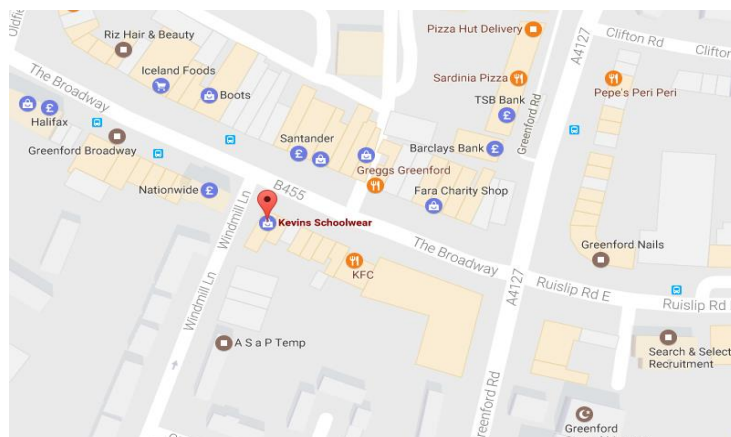 Oldfie
Riz Hair & Beauty
Pizza Hut Delivery
A4127
Clifton Rd
Clifton
Iceland Foods
The Broadway
Boots
Sardinia Pizza
Pepe's Peri Peri
TSB Bank
Halifax
Greenford Rd
Greenford Broadway
Santander
Barclays Bank
Greggs Greenford
Nationwide
B455
Fara Charity Shop
Windmill Ln
Kevins Schoolwear
The Broadway
Greenford Nails
KFC
Windmill Ln
A4127
Ruislip Rd E
Ruislip Rd
A S a P Temp
Search & Select
Recruitment
eenford Rd
Greenford